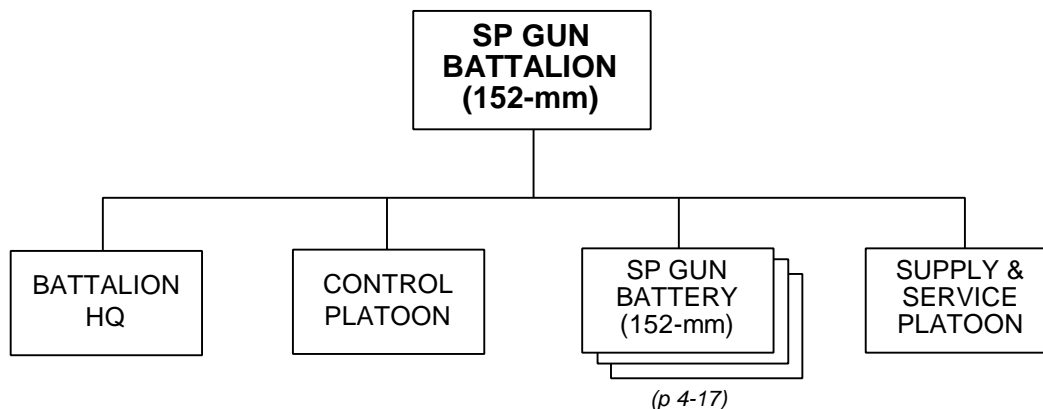 SP GUN
BATTALION
(152-mm)
BATTALION
HQ
CONTROL
PLATOON
SP GUN
BATTERY
(152-mm)
SUPPLY &
SERVICE
PLATOON
(p 4-17)